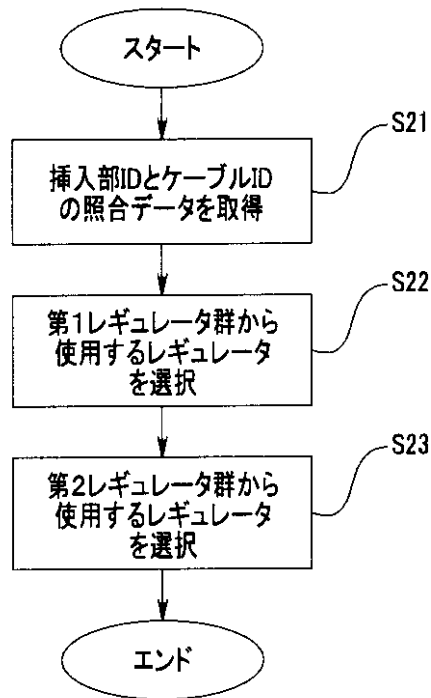 スタート
S21
挿入部IDとケーブルID
の照合データを取得
S22
第1レギュレータ群から
使用するレギュレータ
を選択
S23
第2レギュレータ群から
使用するレギュレータ
を選択
エンド